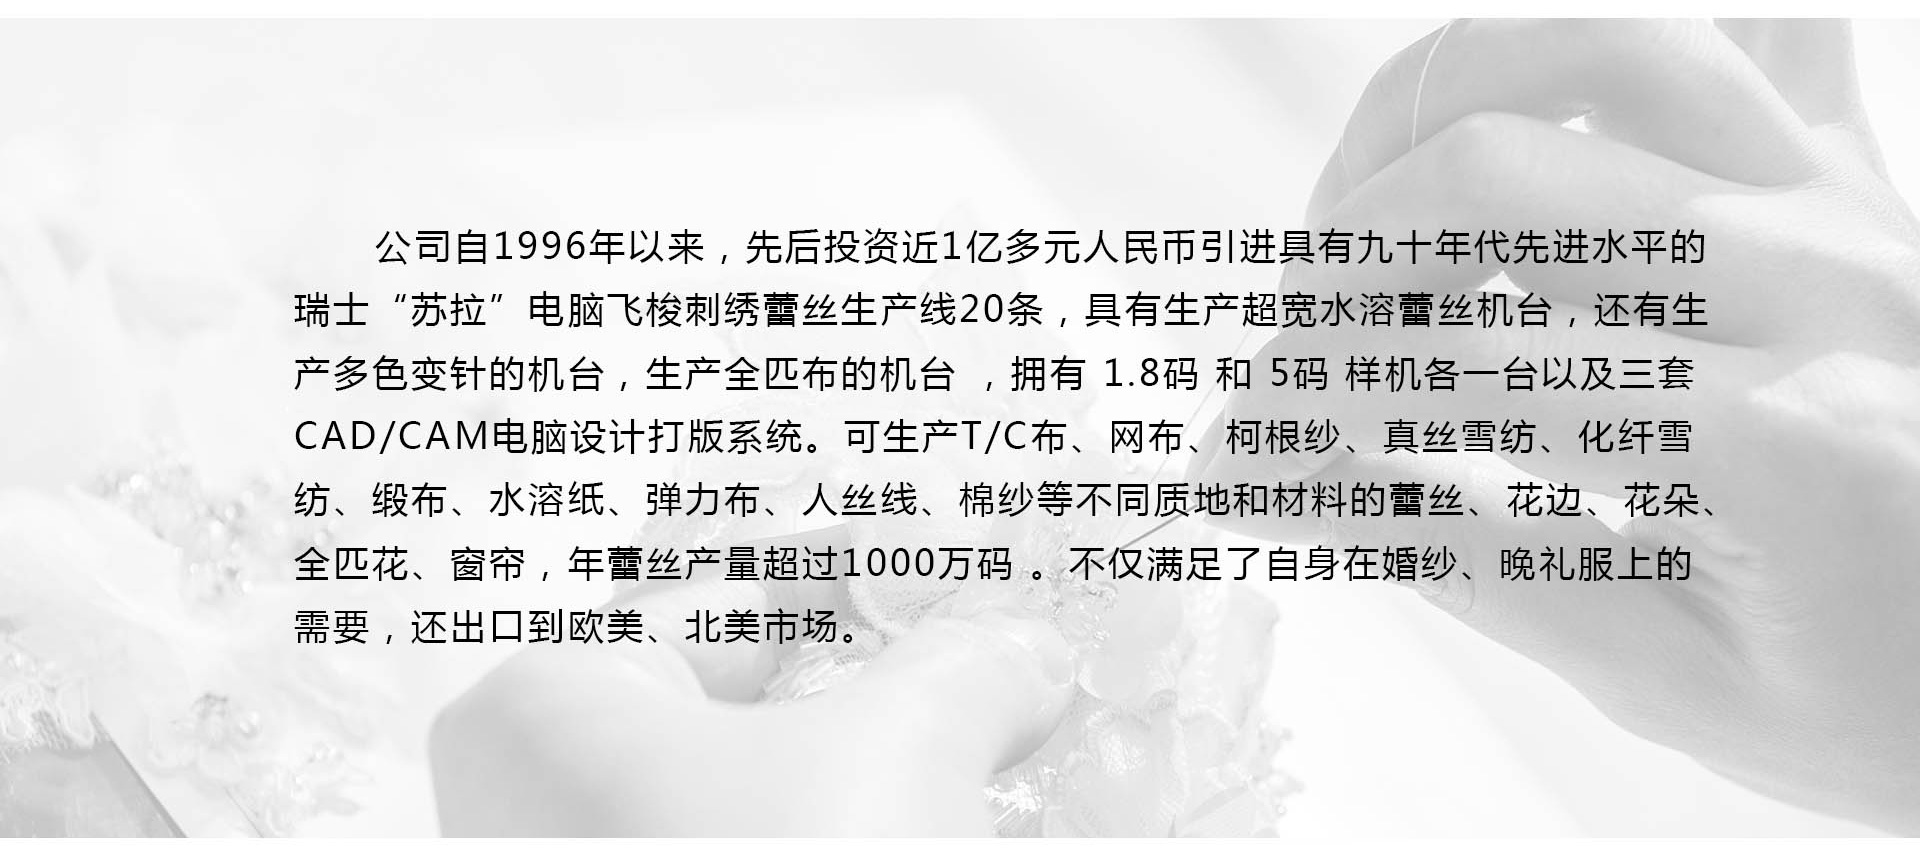 公司自1996年以来，先后投资近1亿多元人民币引进具有九十年代先进水平的
瑞士“苏拉”电脑飞梭刺绣蕾丝生产线20条，具有生产超宽水溶蕾丝机台，还有生
产多色变针的机台，生产全匹布的机台 ，拥有 1.8码 和 5码 样机各一台以及三套
CAD/CAM电脑设计打版系统。可生产T/C布、网布、柯根纱、真丝雪纺、化纤雪
纺、缎布、水溶纸、弹力布、人丝线、棉纱等不同质地和材料的蕾丝、花边、花朵、
全匹花、窗帘，年蕾丝产量超过1000万码 。不仅满足了自身在婚纱、晚礼服上的
需要，还出口到欧美、北美市场。